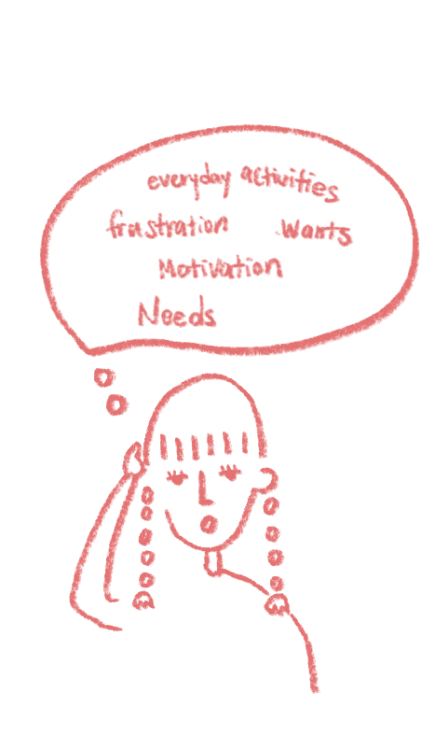 everyday activities
frustration wants
Motivation
Needs